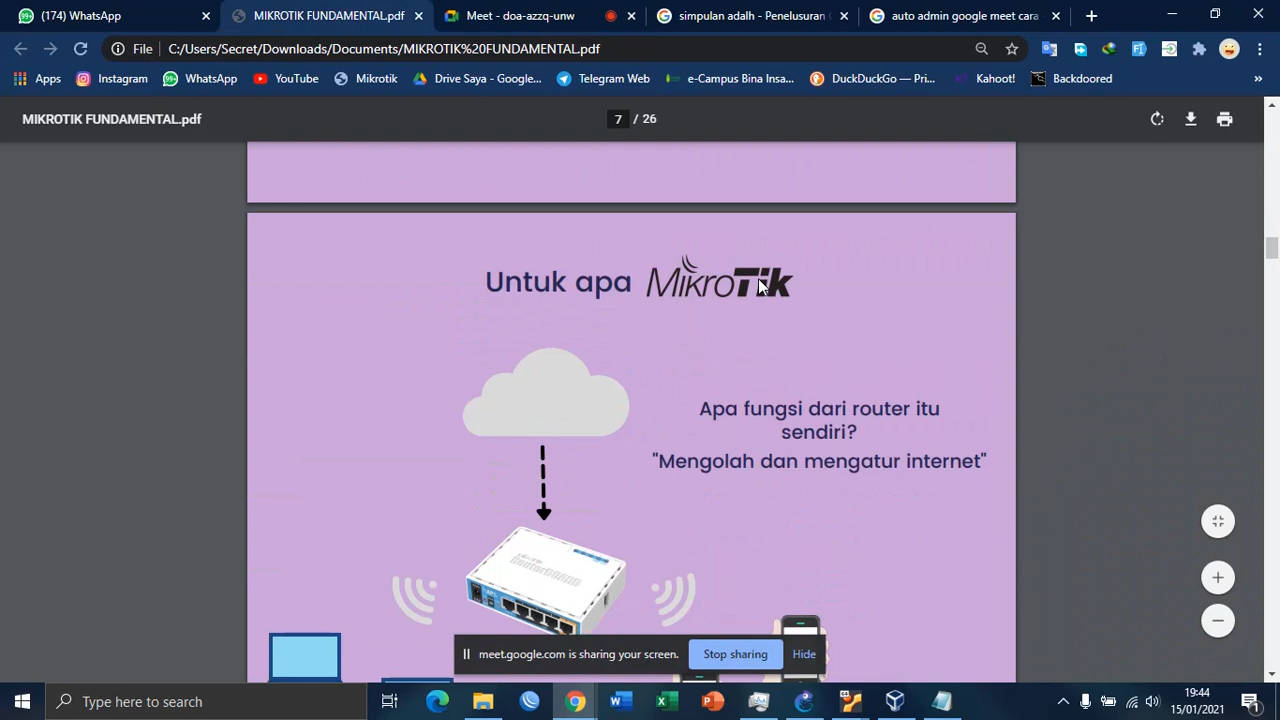 (174) WhatsApp
MIKROTIK FUNDAMENTAL.pdf
Meet - doa-azzq-unw
simpulan adalh - Penelusuran
auto admin google meet cara
File
C:/Users/Secret/Downloads/Documents/MIKROTIK%20FUNDAMENTAL.pdf
Apps
Instagram
WhatsApp
YouTube
Mikrotik
Drive Saya - Google...
Telegram Web
e-Campus Bina Insa...
DuckDuckGo — Pri...
Kahoot!
Backdoored
»
MIKROTIK FUNDAMENTAL.pdf
7 / 26
Untuk apa MikroTik
Apa fungsi dari router itu
sendiri?
"Mengolah dan mengatur internet"
meet.google.com is sharing your screen.
Stop sharing
Hide
Type here to search
19:44
15/01/2021